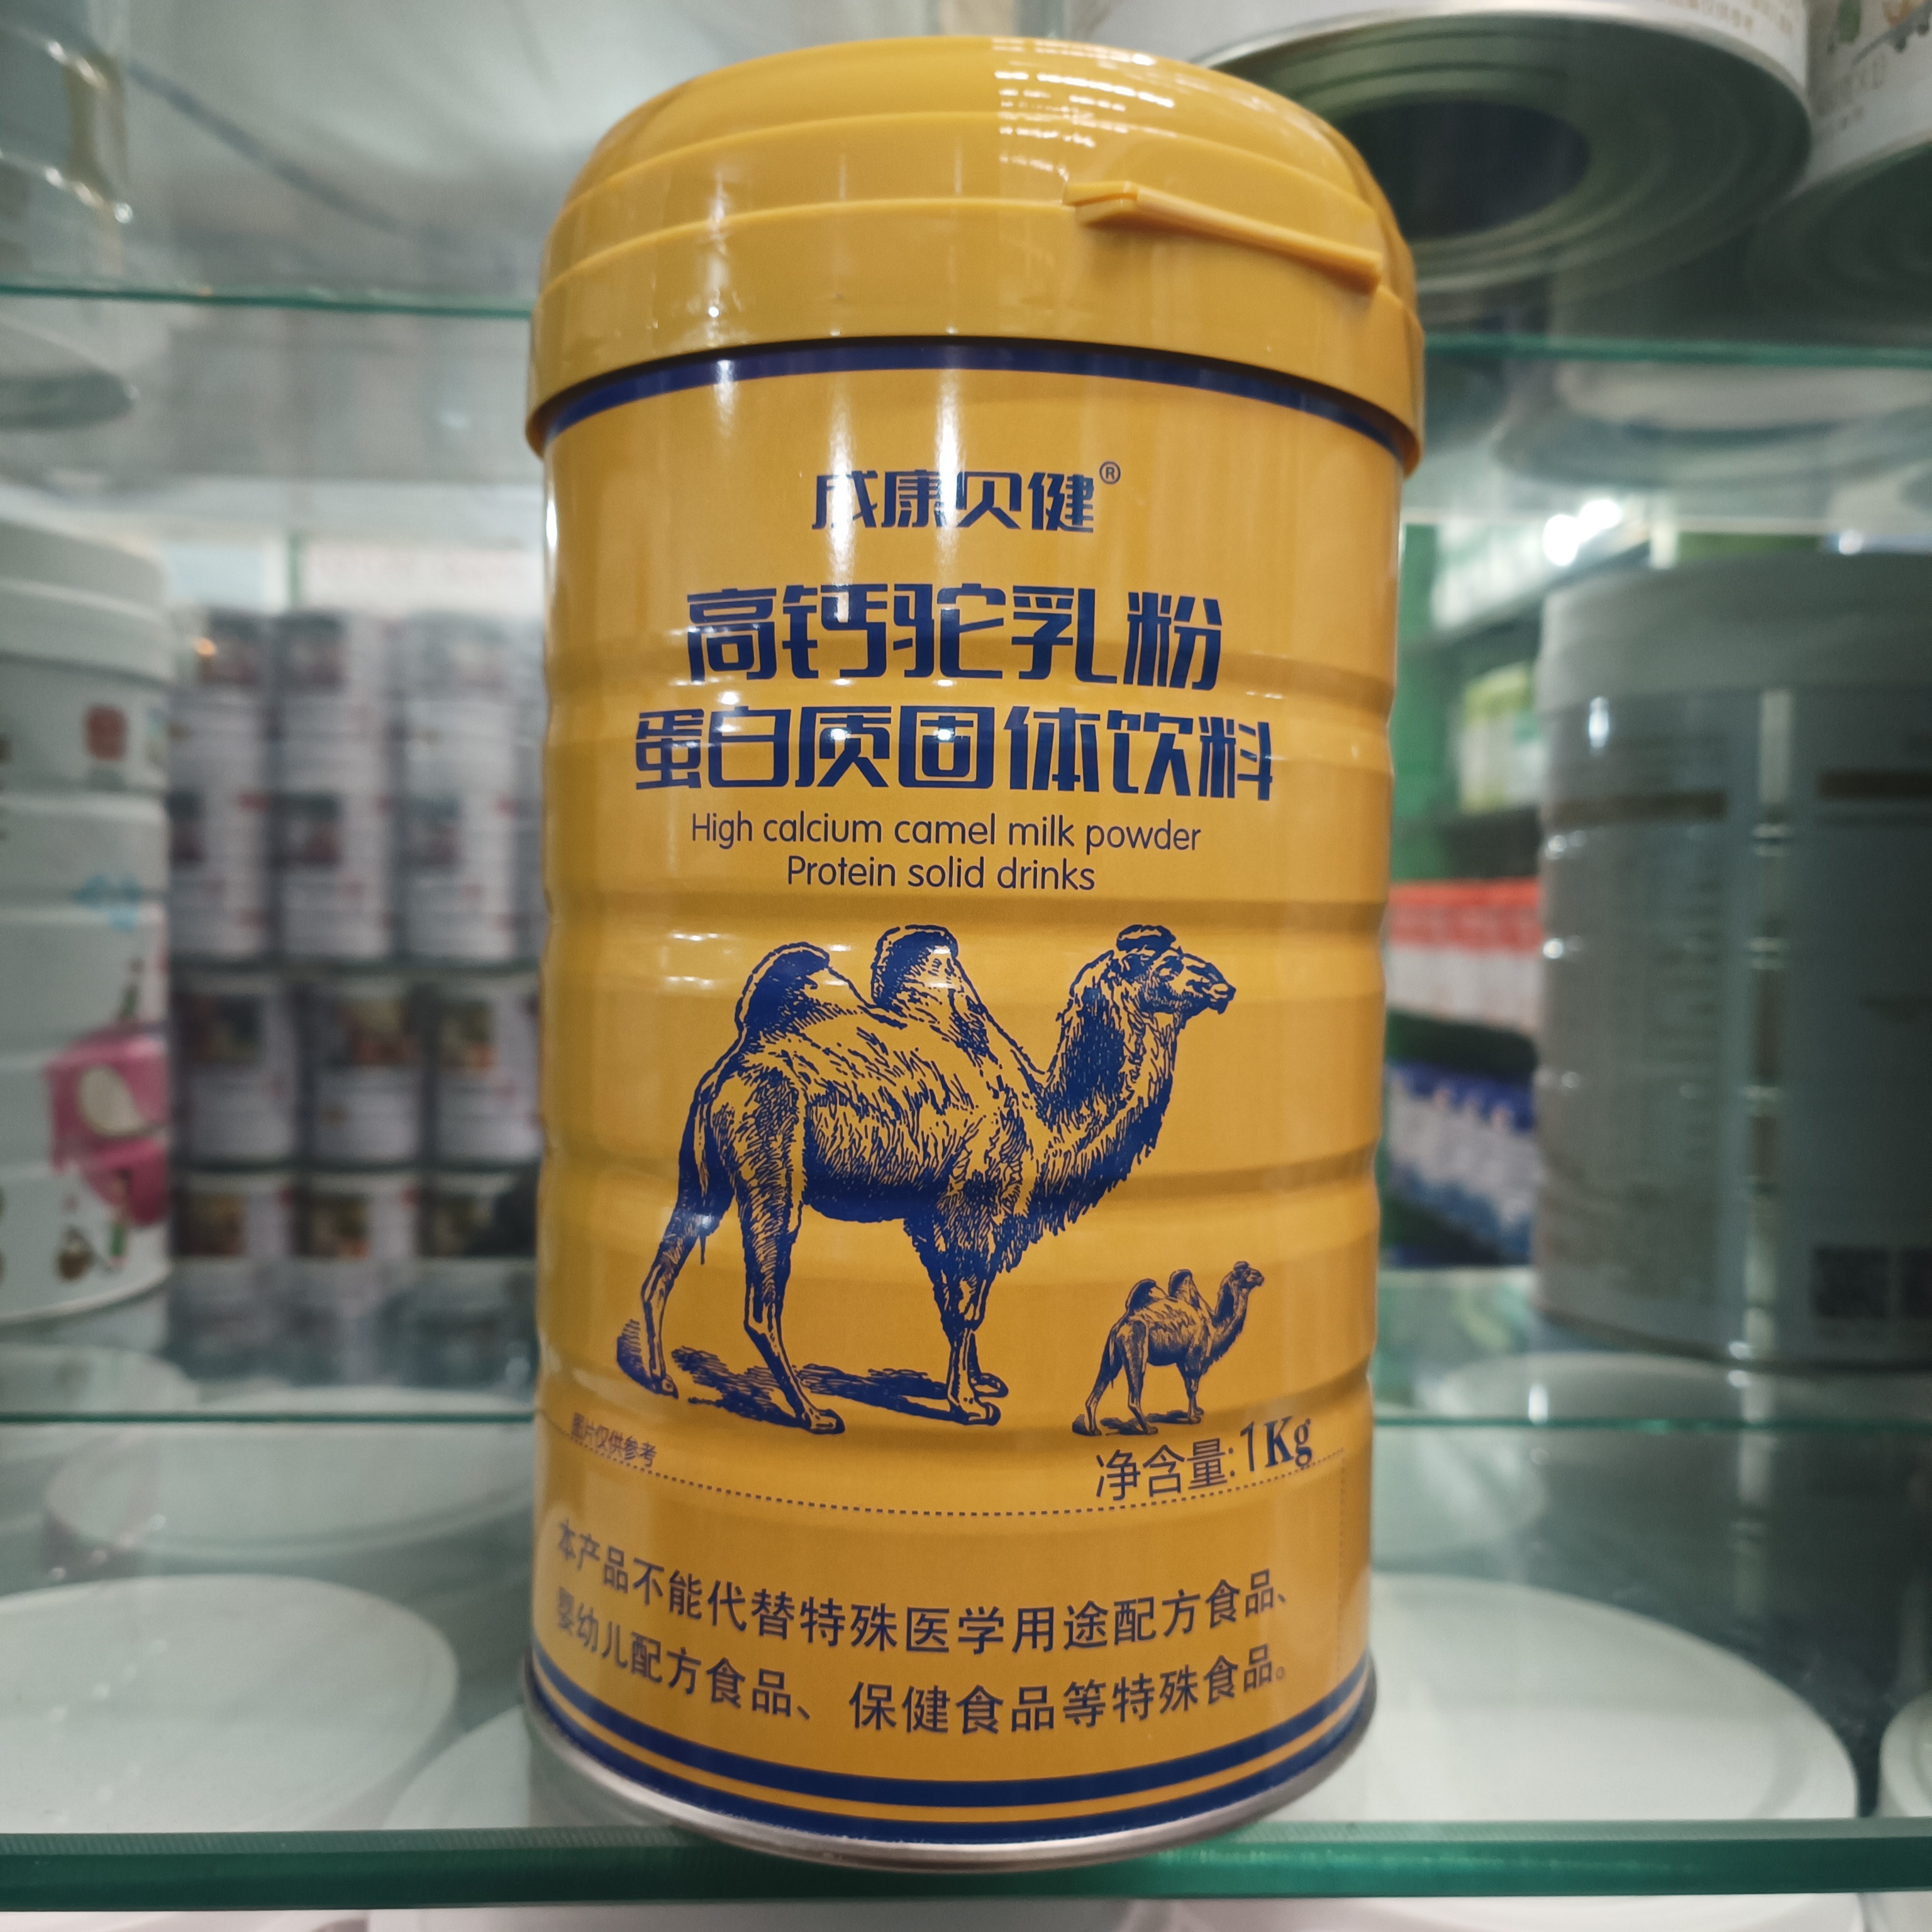 成康贝健®
高钙驼乳粉
蛋白质固体饮料
High calcium camel milk powder
Protein solid drinks
图片仅供参考
净含量:1Kg
本产品不能代替特殊医学用途配方食品、
婴幼儿配方食品、保健食品等特殊食品。